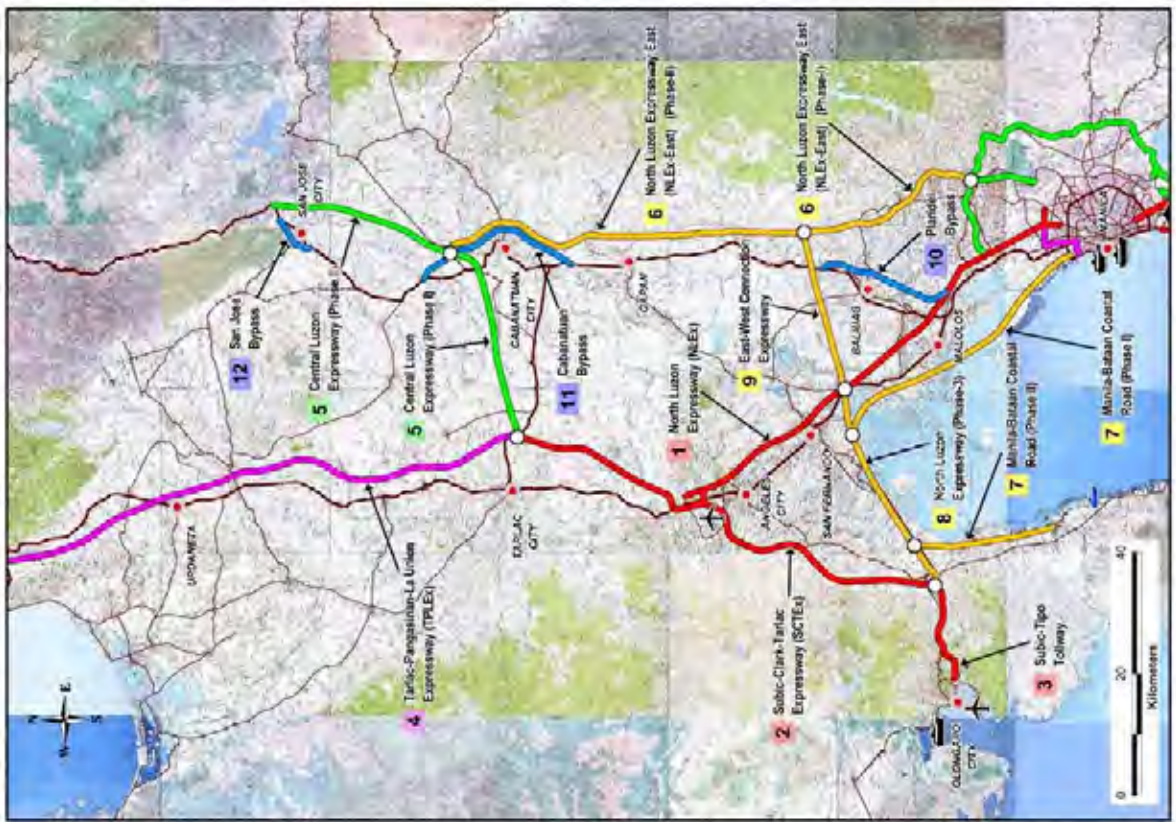 N
W
E
S
SAN JOSE
CITY
12
San Jose
Bypass
5
Central Luzon
Expressway (Phase
5
Central Luzon
Expressway (Phase II)
CABANATUAN
CITY
11
Cabanatuan
Bypass
6
North Luzon Expressway East
(NLEx-East) (Phase-II)
6
North Luzon Expressway East
(NLEx-East) (Phase-I)
GAPAN
URDANETA
4
Tarlac-Pangasinan-La Union
Expressway (TPLEx)
TARLAC
CITY
1
North Luzon
Expressway (NLEx)
9
East-West Connection
Expressway
10
Plaridel
Bypass
BALIUAG
MALOLOS
MANILA
ANGELES
CITY
SAN FERNANDO
2
Subic-Clark-Tarlac
Expressway (SCTEx)
8
North Luzon
Expressway (Phase-3)
7
Manila-Bataan Coastal
Road (Phase II)
7
Manila-Bataan Coastal
Road (Phase I)
3
Subic-Tipo
Tollway
OLONGAPO
CITY
0
20
40
Kilometers